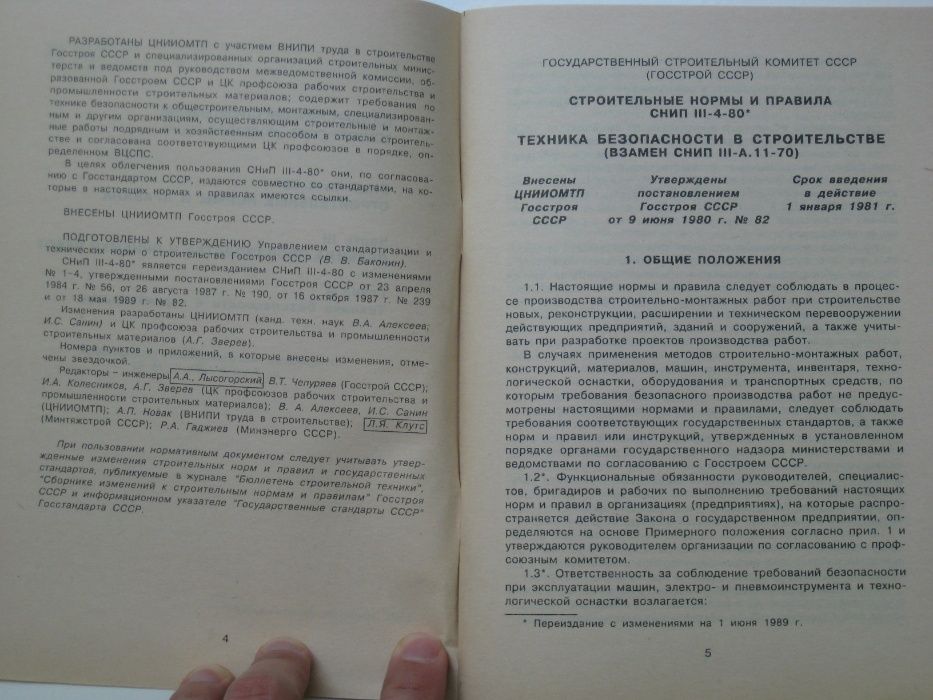 РАЗРАБОТАНЫ ЦНИИОМТП с участием ВНИПИ труда в строительстве
Госстроя СССР и специализированных организаций строительных минис-
терств и ведомств под руководством межведомственной комиссии, об-
разованной Госстроем СССР и ЦК профсоюза рабочих строительства и
промышленности строительных материалов; содержит требования по
технике безопасности к общестроительным, монтажным, специализирован-
ным и другим организациям, осуществляющим строительные и монтаж-
ные работы подрядным и хозяйственным способом в отрасли строитель-
стве и согласована соответствующими ЦК профсоюзов в порядке, оп-
ределенном ВЦСПС.
В целях облегчения пользования СНиП III-4-80* они, по согласова-
нию с Госстандартом СССР, издаются совместно со стандартами, на ко-
торые в настоящих нормах и правилах имеются ссылки.
ВНЕСЕНЫ ЦНИИОМТП Госстроя СССР.
ПОДГОТОВЛЕНЫ К УТВЕРЖДЕНИЮ Управлением стандартизации и
технических норм о строительстве Госстроя СССР (В. В. Баконин).
СНиП III-4-80* является переизданием СНиП III-4-80 с изменениями
№ 1-4, утвержденными постановлениями Госстроя СССР от 23 апреля
1984 г. № 56, от 26 августа 1987 г. № 190, от 16 октября 1987 г. № 239
и от 18 мая 1989 г. № 82.
Изменения разработаны ЦНИИОМТП (канд. техн. наук В.А. Алексеев;
И.С. Санин) и ЦК профсоюза рабочих строительства и промышленности
строительных материалов (А.Г. Зверев).
Номера пунктов и приложений, в которые внесены изменения, отме-
чены звездочкой.
Редакторы – инженеры А.А. Лысогорский, В.Т. Чепуряев (Госстрой СССР);
И.А. Колесников, А.Г. Зверев (ЦК профсоюзов рабочих строительства и
промышленности строительных материалов); В. А. Алексеев, И.С. Санин
(ЦНИИОМТП); А.П. Новак (ВНИПИ труда в строительстве); Л.Я. Клутс
(Минтяжстрой СССР); Р.А. Гаджиев (Минэнерго СССР).
При пользовании нормативным документом следует учитывать утвер-
жденные изменения строительных норм и правил и государственных
стандартов, публикуемые в журнале "Бюллетень строительной техники",
"Сборнике изменений к строительным нормам и правилам" Госстроя
СССР и информационном указателе "Государственные стандарты СССР"
Госстандарта СССР.
4
ГОСУДАРСТВЕННЫЙ СТРОИТЕЛЬНЫЙ КОМИТЕТ СССР
(ГОССТРОЙ СССР)
СТРОИТЕЛЬНЫЕ НОРМЫ И ПРАВИЛА
СНИП III-4-80*
ТЕХНИКА БЕЗОПАСНОСТИ В СТРОИТЕЛЬСТВЕ
(ВЗАМЕН СНИП III-А.11-70)
Внесены
ЦНИИОМТП
Госстроя
СССР
Утверждены
постановлением
Госстроя СССР
от 9 июня 1980 г. № 82
Срок введения
в действие
1 января 1981 г.
1. ОБЩИЕ ПОЛОЖЕНИЯ
1.1. Настоящие нормы и правила следует соблюдать в процес-
се производства строительно-монтажных работ при строительстве
новых, реконструкции, расширении и техническом перевооружении
действующих предприятий, зданий и сооружений, а также учиты-
вать при разработке проектов производства работ.
В случаях применения методов строительно-монтажных работ,
конструкций, материалов, машин, инструмента, инвентаря, техно-
логической оснастки, оборудования и транспортных средств, по
которым требования безопасного производства работ не предус-
мотрены настоящими нормами и правилами, следует соблюдать
требования соответствующих государственных стандартов, а также
норм и правил или инструкций, утвержденных в установленном
порядке органами государственного надзора министерствами и
ведомствами по согласованию с Госстроем СССР.
1.2*. Функциональные обязанности руководителей, специалис-
тов, бригадиров и рабочих по выполнению требований настоящих
норм и правил в организациях (предприятиях), на которые распро-
страняется действие Закона о государственном предприятии, оп-
ределяются на основе Примерного положения согласно прил. 1 и
утверждаются руководителем организации по согласованию с проф-
союзным комитетом.
1.3*. Ответственность за соблюдение требований безопасности
при эксплуатации машин, электро- и пневмоинструмента и техно-
логической оснастки возлагается:
* Переиздание с изменениями на 1 июня 1989 г.
5